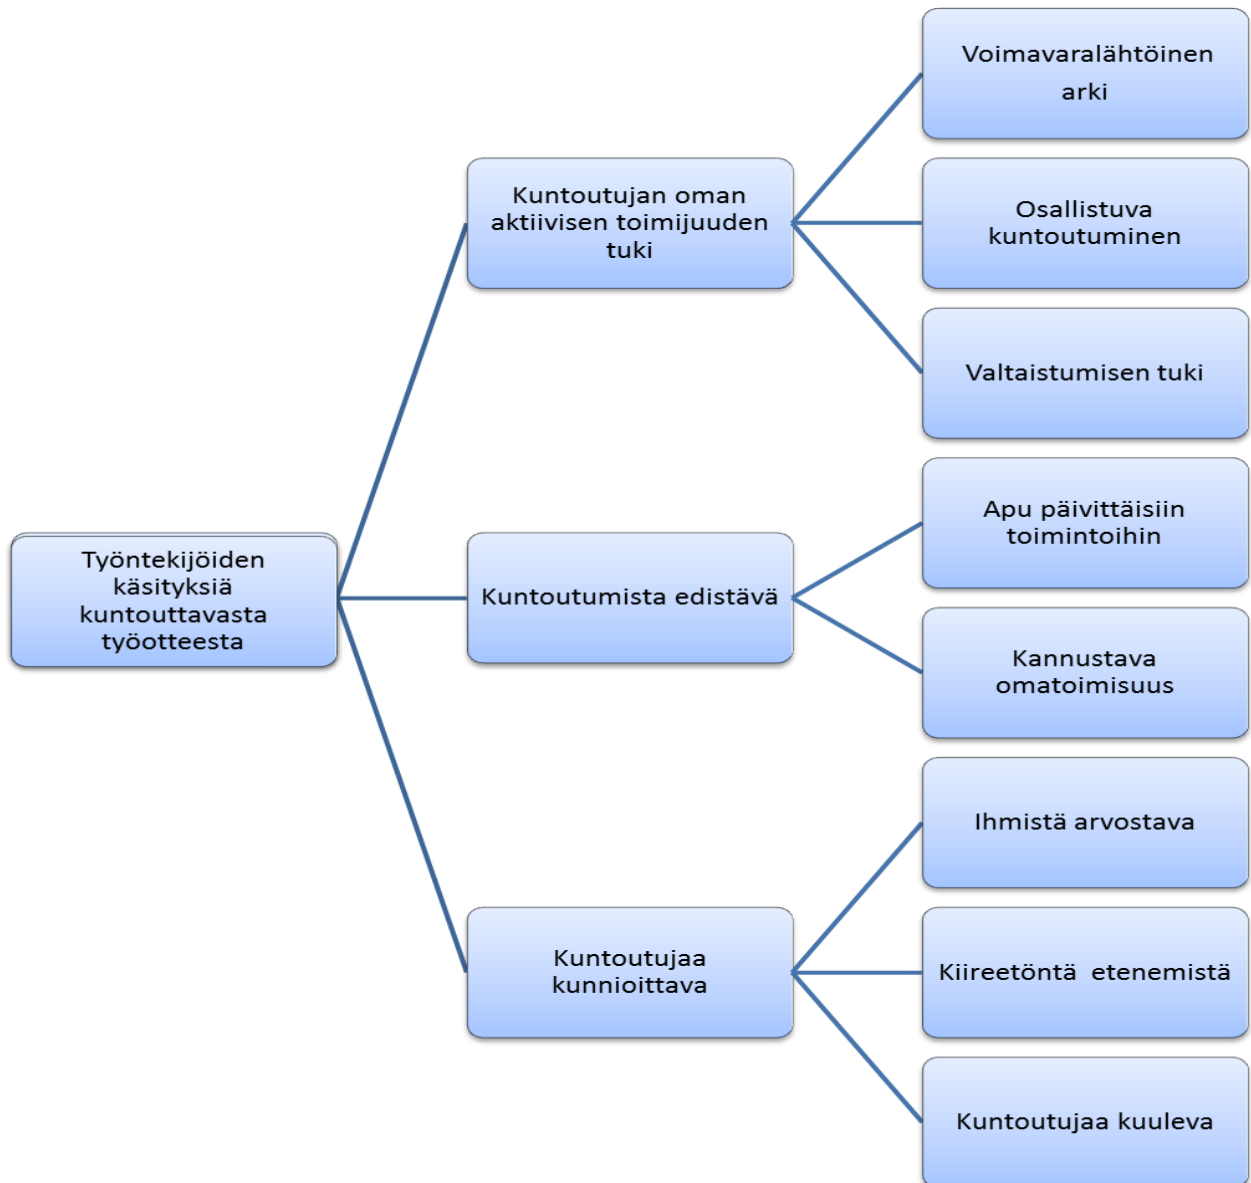 Voimavaralähtöinen
arki
Kuntoutujan oman
aktiivisen toimijuuden
tuki
Osallistuva
kuntoutuminen
Valtaistumisen tuki
Työntekijöiden
käsityksiä
kuntouttavasta
työotteesta
Kuntoutumista edistävä
Apu päivittäisiin
toimintoihin
Kannustava
omatoimisuus
Kuntoutujaa
kunnioittava
Ihmistä arvostava
Kiireetöntä etenemistä
Kuntoutujaa kuuleva